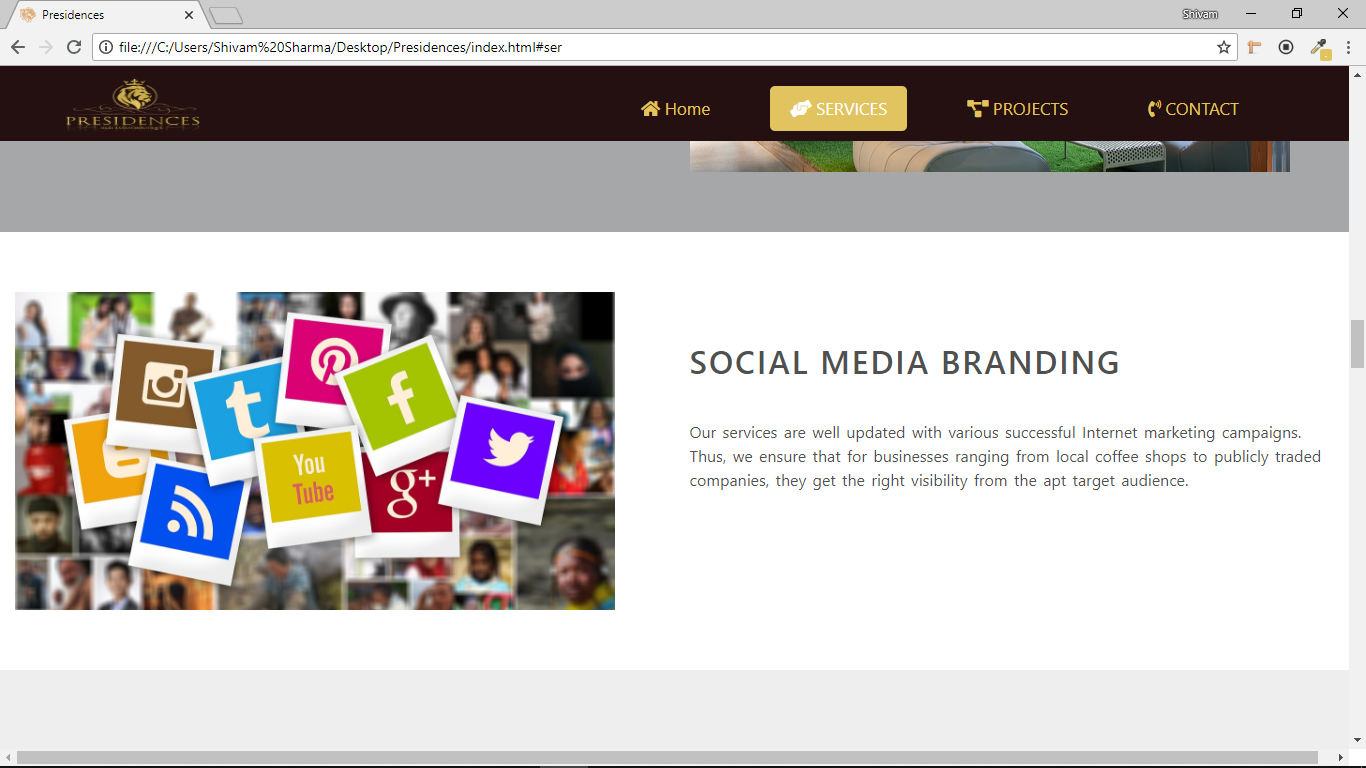 Presidences
Shivam
file:///C:/Users/Shivam%20Sharma/Desktop/Presidences/index.html#ser
PRESIDENCES
Home
SERVICES
PROJECTS
CONTACT
SOCIAL MEDIA BRANDING
You
Tube
g+
Our services are well updated with various successful Internet marketing campaigns.
Thus, we ensure that for businesses ranging from local coffee shops to publicly traded
companies, they get the right visibility from the apt target audience.